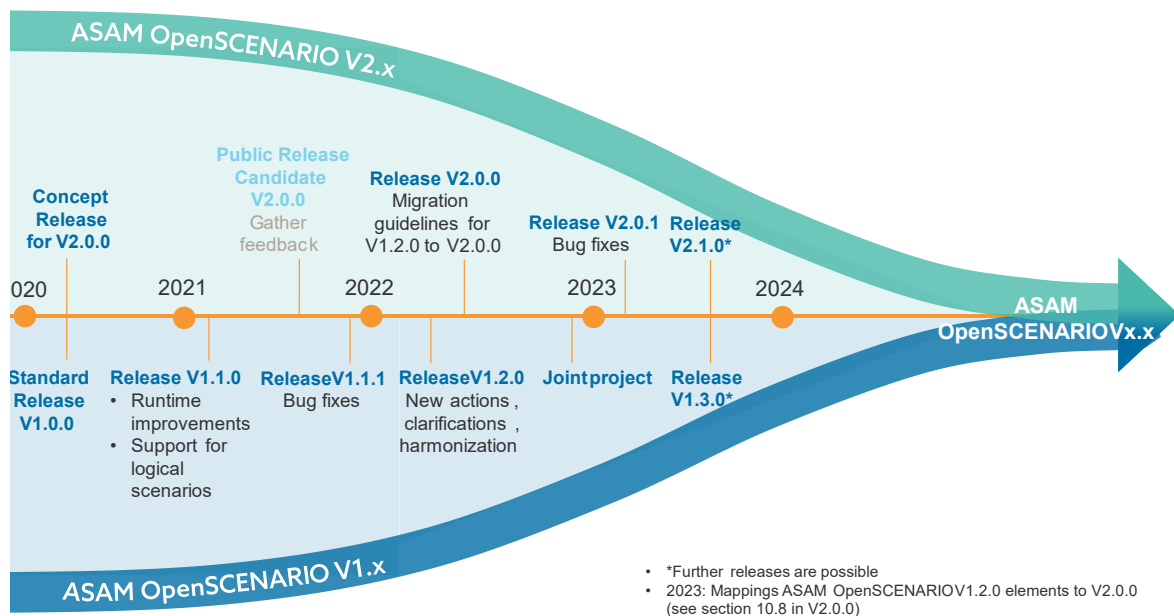 ASAM OpenSCENARIO V2.x
Public Release
Candidate
V2.0.0
Gather
feedback
Concept
Release
for V2.0.0
Release V2.0.0
Migration
guidelines for
V1.2.0 to V2.0.0
Release V2.0.1
Bug fixes
Release
V2.1.0*
020
2021
2022
2023
2024
ASAM
OpenSCENARIOVx.x
Standard
Release
V1.0.0
Release V1.1.0
• Runtime
improvements
• Support for
logical
scenarios
ReleaseV1.1.1
Bug fixes
ReleaseV1.2.0
New actions ,
clarifications ,
harmonization
Jointproject
Release
V1.3.0*
ASAM OpenSCENARIO V1.x
• *Further releases are possible
• 2023: Mappings ASAM OpenSCENARIOV1.2.0 elements to V2.0.0
(see section 10.8 in V2.0.0)